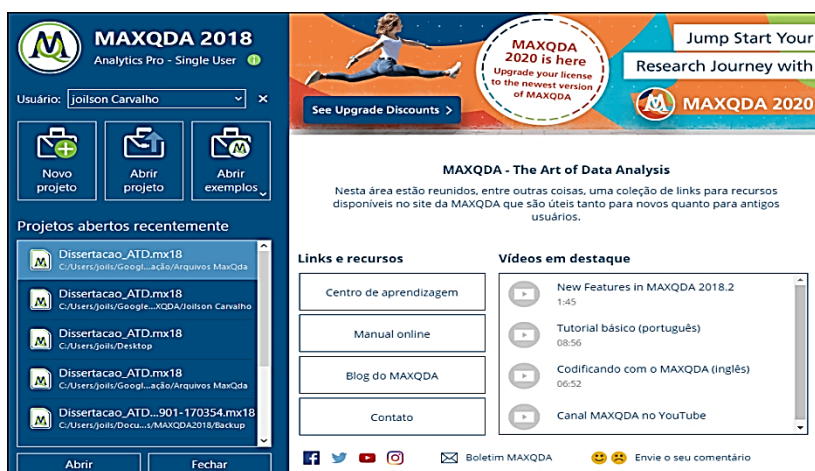 MAXQDA 2018
Analytics Pro - Single User
Usuário: joilson Carvalho
Novo projeto
Abrir projeto
Abrir exemplos
Projetos abertos recentemente
Dissertacao_ATD.mx18
C:/Users/joils/Googl...ação/Arquivos MaxQda
Dissertacao_ATD.mx18
C:/Users/joils/Google...XQDA/Joilson Carvalho
Dissertacao_ATD.mx18
C:/Users/joils/Desktop
Dissertacao_ATD.mx18
C:/Users/joils/Googl...ação/Arquivos MaxQda
Dissertacao_ATD...901-170354.mx18
C:/Users/joils/Docu...s/MAXQDA2018/Backup
Abrir
Fechar
See Upgrade Discounts >
MAXQDA
2020 is here
Upgrade your license
to the newest version
of MAXQDA
Jump Start Your
Research Journey with
MAXQDA 2020
MAXQDA - The Art of Data Analysis
Nesta área estão reunidos, entre outras coisas, uma coleção de links para recursos
disponíveis no site da MAXQDA que são úteis tanto para novos quanto para antigos
usuários.
Links e recursos
Centro de aprendizagem
Manual online
Blog do MAXQDA
Contato
Vídeos em destaque
New Features in MAXQDA 2018.2
1:45
Tutorial básico (português)
08:56
Codificando com o MAXQDA (inglês)
06:52
Canal MAXQDA no YouTube
Boletim MAXQDA
Envie o seu comentário